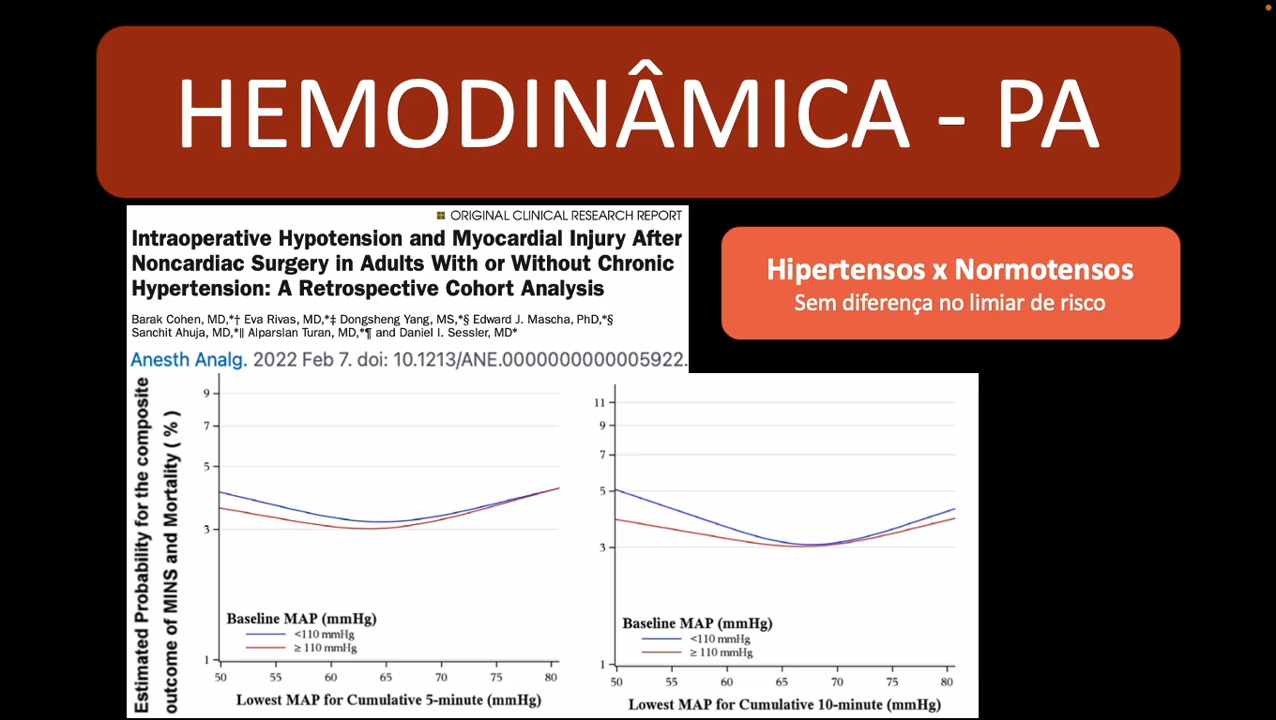 HEMODINÂMICA - PA
ORIGINAL CLINICAL RESEARCH REPORT
Intraoperative Hypotension and Myocardial Injury After
Noncardiac Surgery in Adults With or Without Chronic
Hypertension: A Retrospective Cohort Analysis
Barak Cohen, MD,*† Eva Rivas, MD,*‡ Dongsheng Yang, MS,*§ Edward J. Mascha, PhD,*§
Sanchit Ahuja, MD,*‖ Alparslan Turan, MD,*¶ and Daniel I. Sessler, MD*
Anesth Analg. 2022 Feb 7. doi: 10.1213/ANE.0000000000005922.
Hipertensos x Normotensos
Sem diferença no limiar de risco
Estimated Probability for the composite
outcome of MINS and Mortality ( % )
9
7
5
3
1
Baseline MAP (mmHg)
<110 mmHg
≥ 110 mmHg
50 55 60 65 70 75 80
Lowest MAP for Cumulative 5-minute (mmHg)
11
9
7
5
3
1
Baseline MAP (mmHg)
<110 mmHg
≥ 110 mmHg
50 55 60 65 70 75 80
Lowest MAP for Cumulative 10-minute (mmHg)